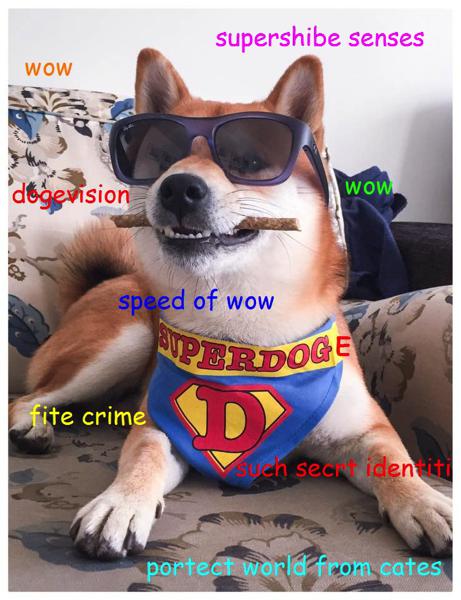 supershibe senses
wow
dogevision
wow
speed of wow
SUPERDOGE
D
fite crime
such secrt identiti
portect world from cates